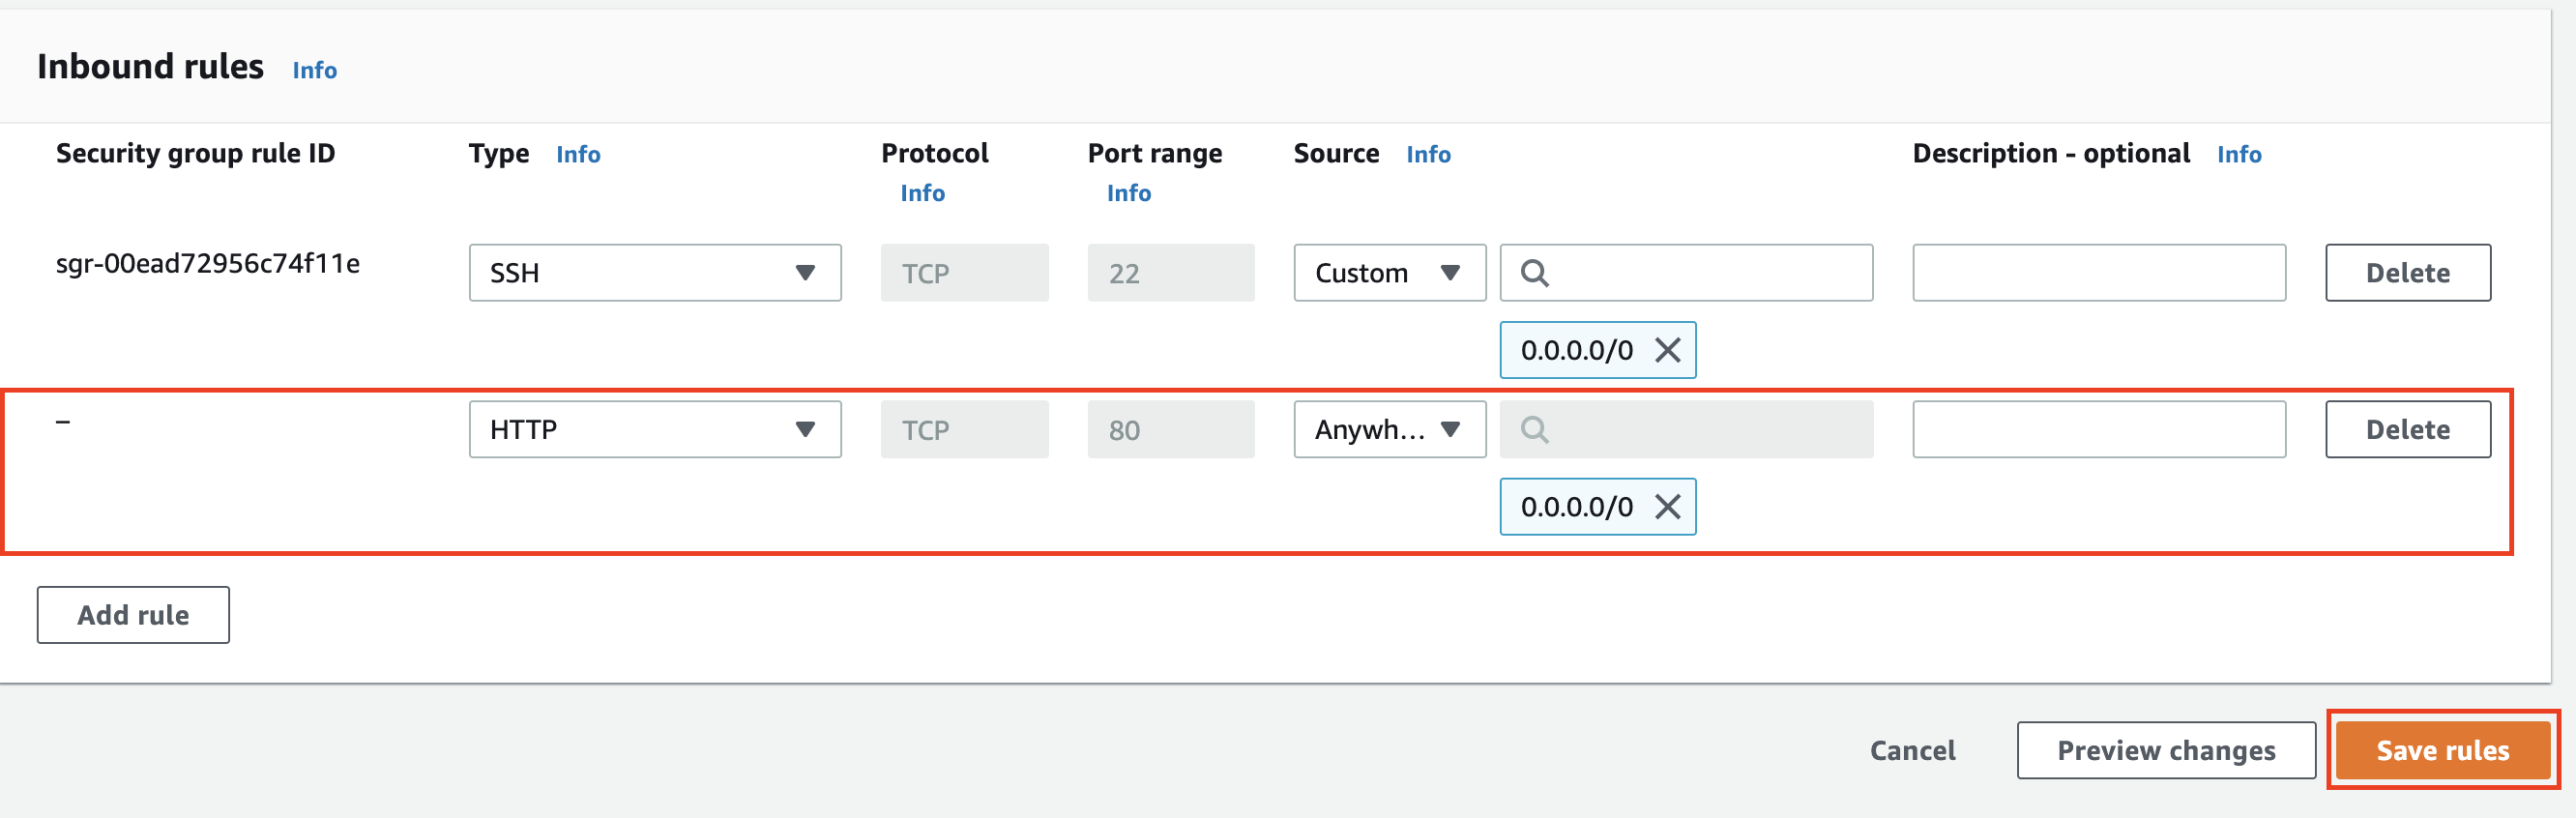 Inbound rules Info
Security group rule ID Type Info Protocol Info Port range Info Source Info Description - optional Info
sgr-00ead72956c74f11e SSH TCP 22 Custom Delete
0.0.0.0/0
– HTTP TCP 80 Anywh... Delete
0.0.0.0/0
Add rule
Cancel Preview changes Save rules